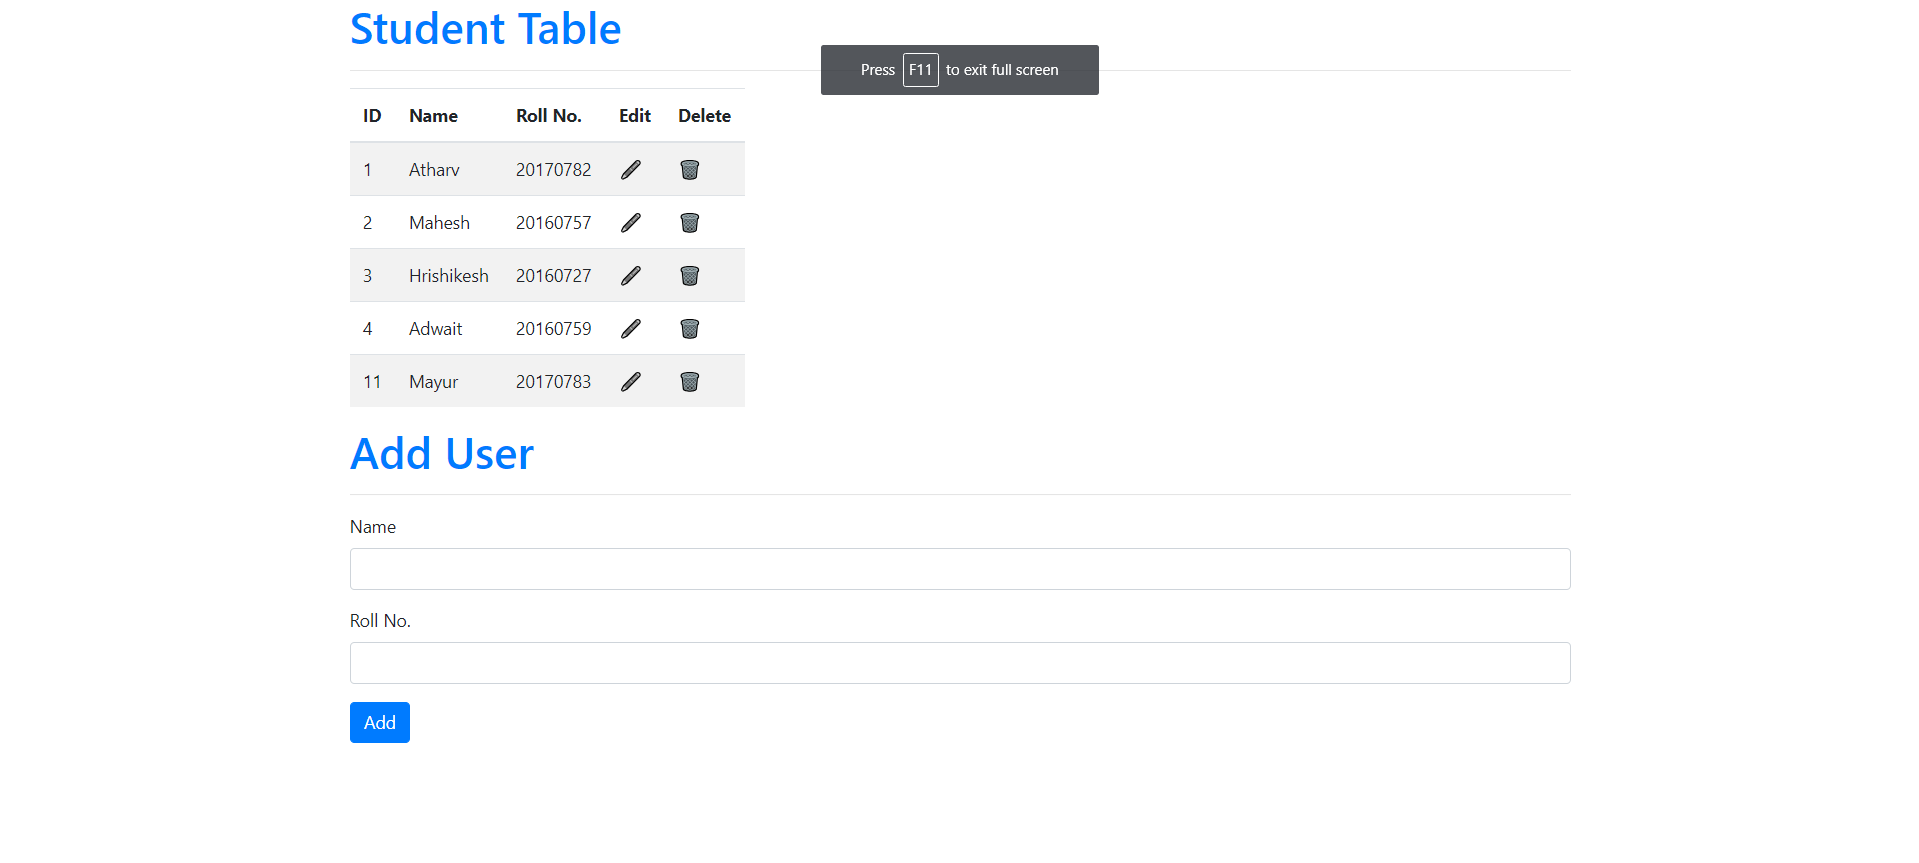 Student Table
Press F11 to exit full screen
ID Name Roll No. Edit Delete
1 Atharv 20170782
2 Mahesh 20160757
3 Hrishikesh 20160727
4 Adwait 20160759
11 Mayur 20170783
Add User
Name
Roll No.
Add